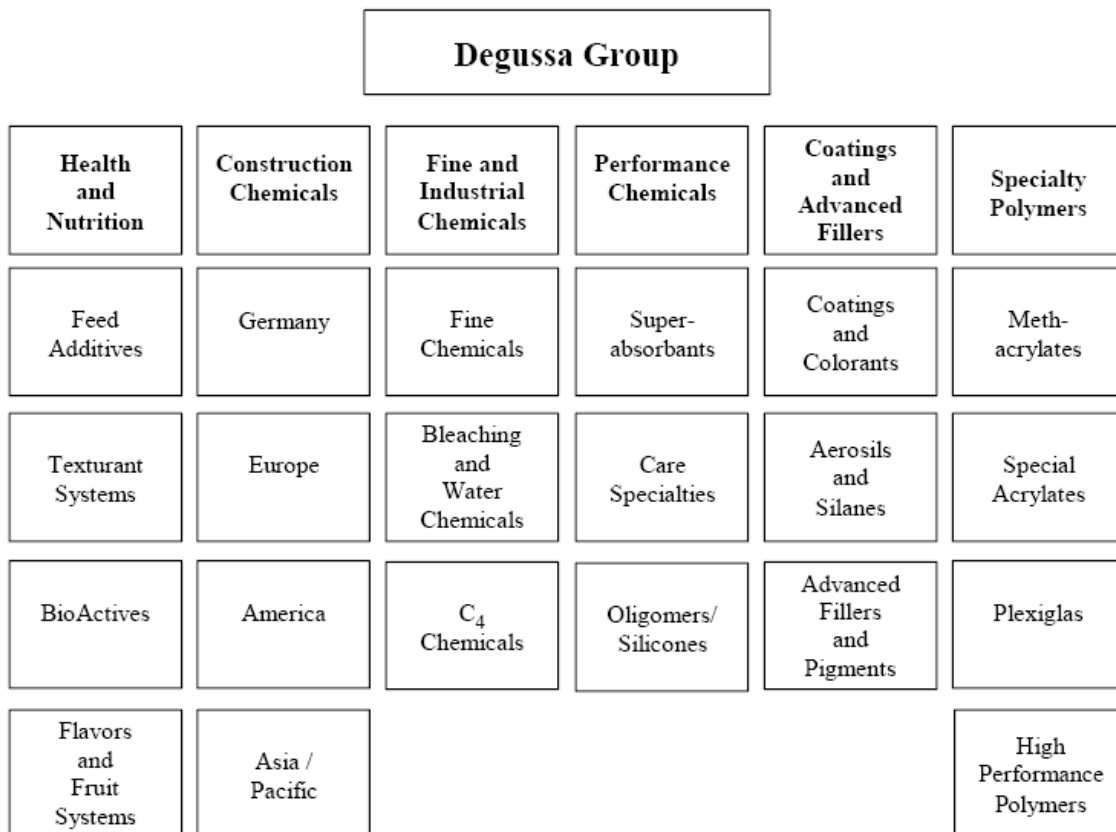 Degussa Group
Health
and
Nutrition
Construction
Chemicals
Fine and
Industrial
Chemicals
Performance
Chemicals
Coatings
and
Advanced
Fillers
Specialty
Polymers
Feed
Additives
Germany
Fine
Chemicals
Super-
absorbants
Coatings
and
Colorants
Meth-
acrylates
Texturant
Systems
Europe
Bleaching
and
Water
Chemicals
Care
Specialties
Aerosils
and
Silanes
Special
Acrylates
BioActives
America
C4
Chemicals
Oligomers/
Silicones
Advanced
Fillers
and
Pigments
Plexiglas
Flavors
and
Fruit
Systems
Asia /
Pacific
High
Performance
Polymers